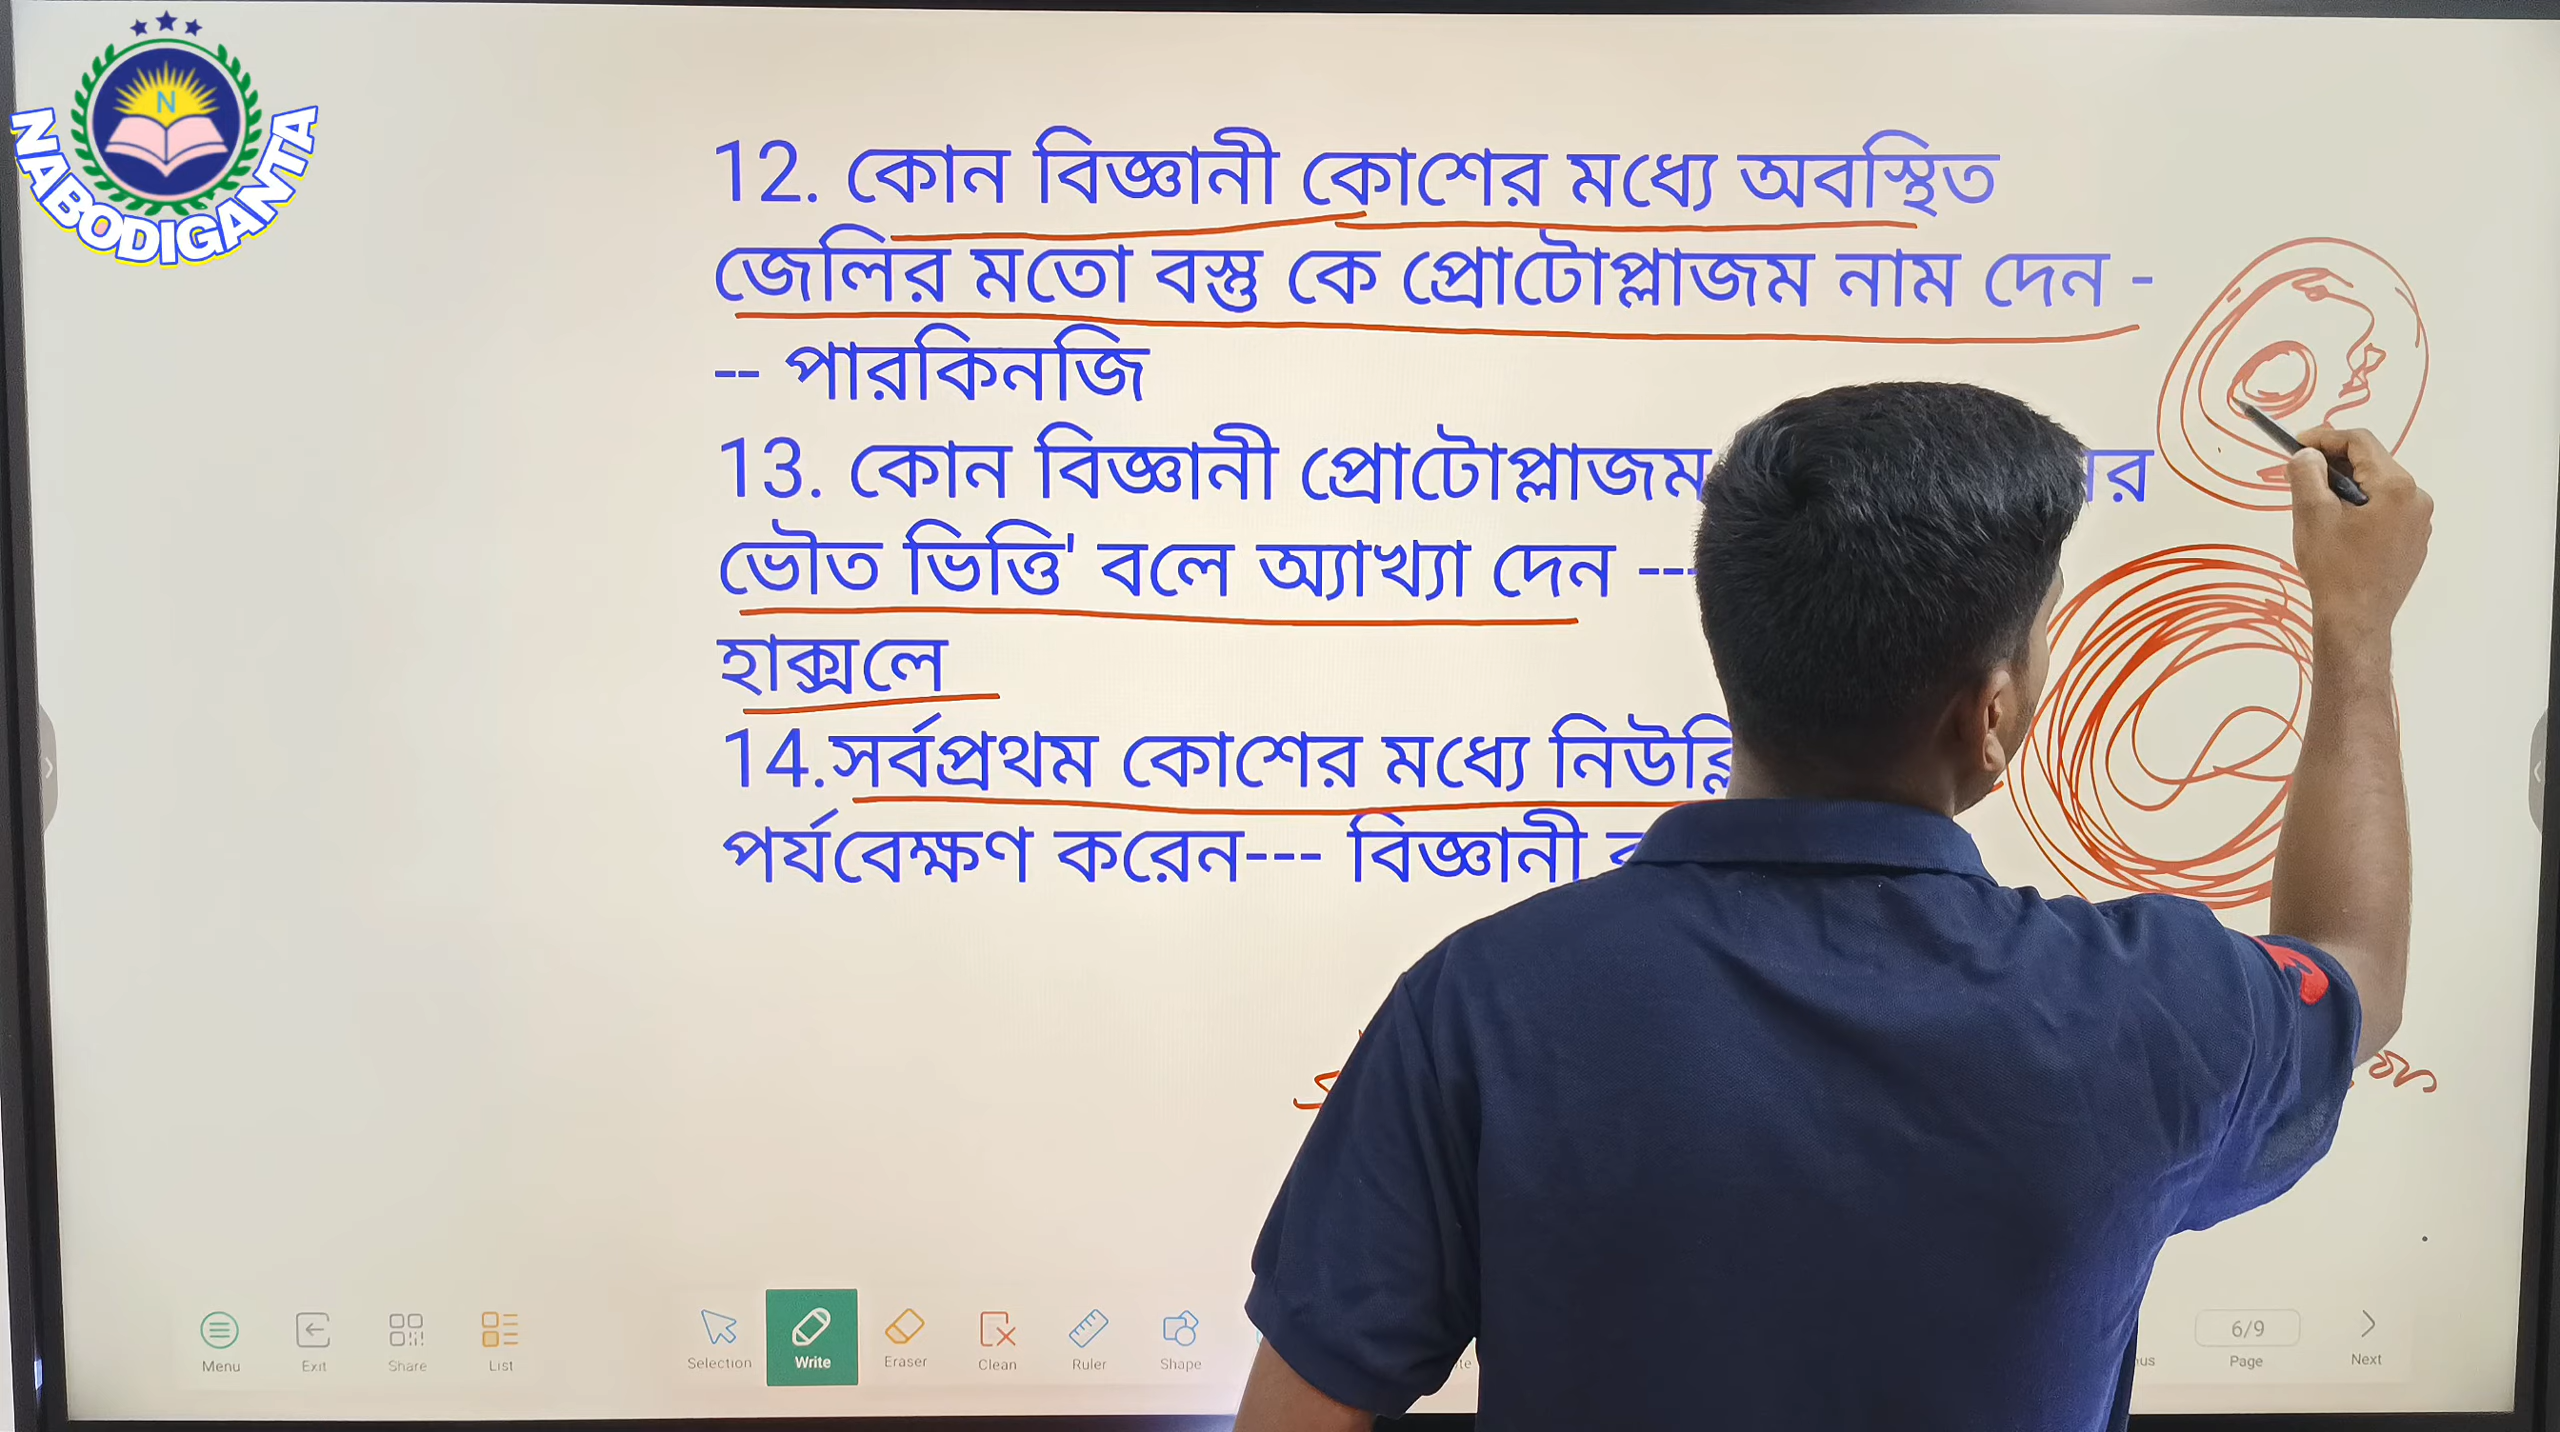 N
NABODIGANTA
12. কোন বিজ্ঞানী কোশের মধ্যে অবস্থিত
জেলির মতো বস্তু কে প্রোটোপ্লাজম নাম দেন -
-- পারকিনজি
13. কোন বিজ্ঞানী প্রোটোপ্লাজম
ভৌত ভিত্তি' বলে অ্যাখ্যা দেন ---
হাক্সলে
14.সর্বপ্রথম কোশের মধ্যে
পর্যবেক্ষণ করেন--- বিজ্ঞানী
Menu
Exit
Share
List
Selection
Write
Eraser
Clean
Ruler
Shape
6/9
Page
Next